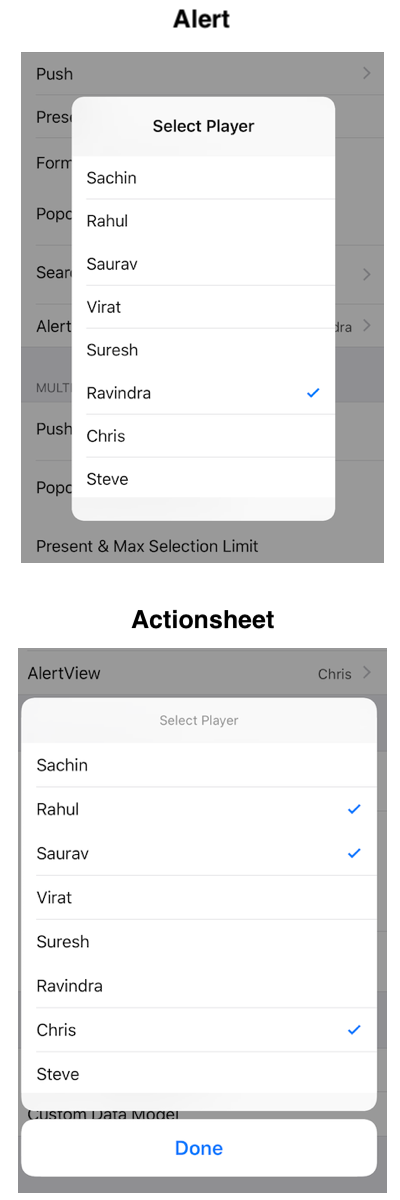 Alert
Push
Prese
Select Player
Form
Sachin
Popo
Rahul
Saurav
Sear
Virat
Alert
dra
Suresh
MULTI
Ravindra
Push
Chris
Popo
Steve
Present & Max Selection Limit
Actionsheet
AlertView Chris
Select Player
Sachin
Rahul
Saurav
Virat
Suresh
Ravindra
Chris
Steve
Custom Data Model
Done